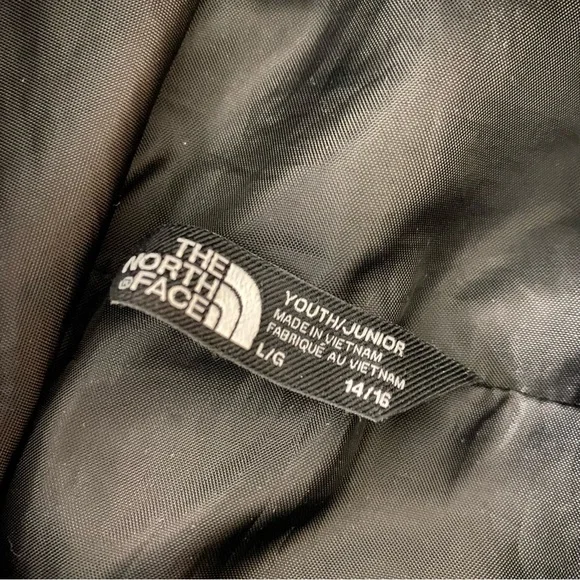 THE
NORTH
®FACE
YOUTH/JUNIOR
MADE IN VIETNAM
FABRIQUÉ AU VIETNAM
L/G
14/16